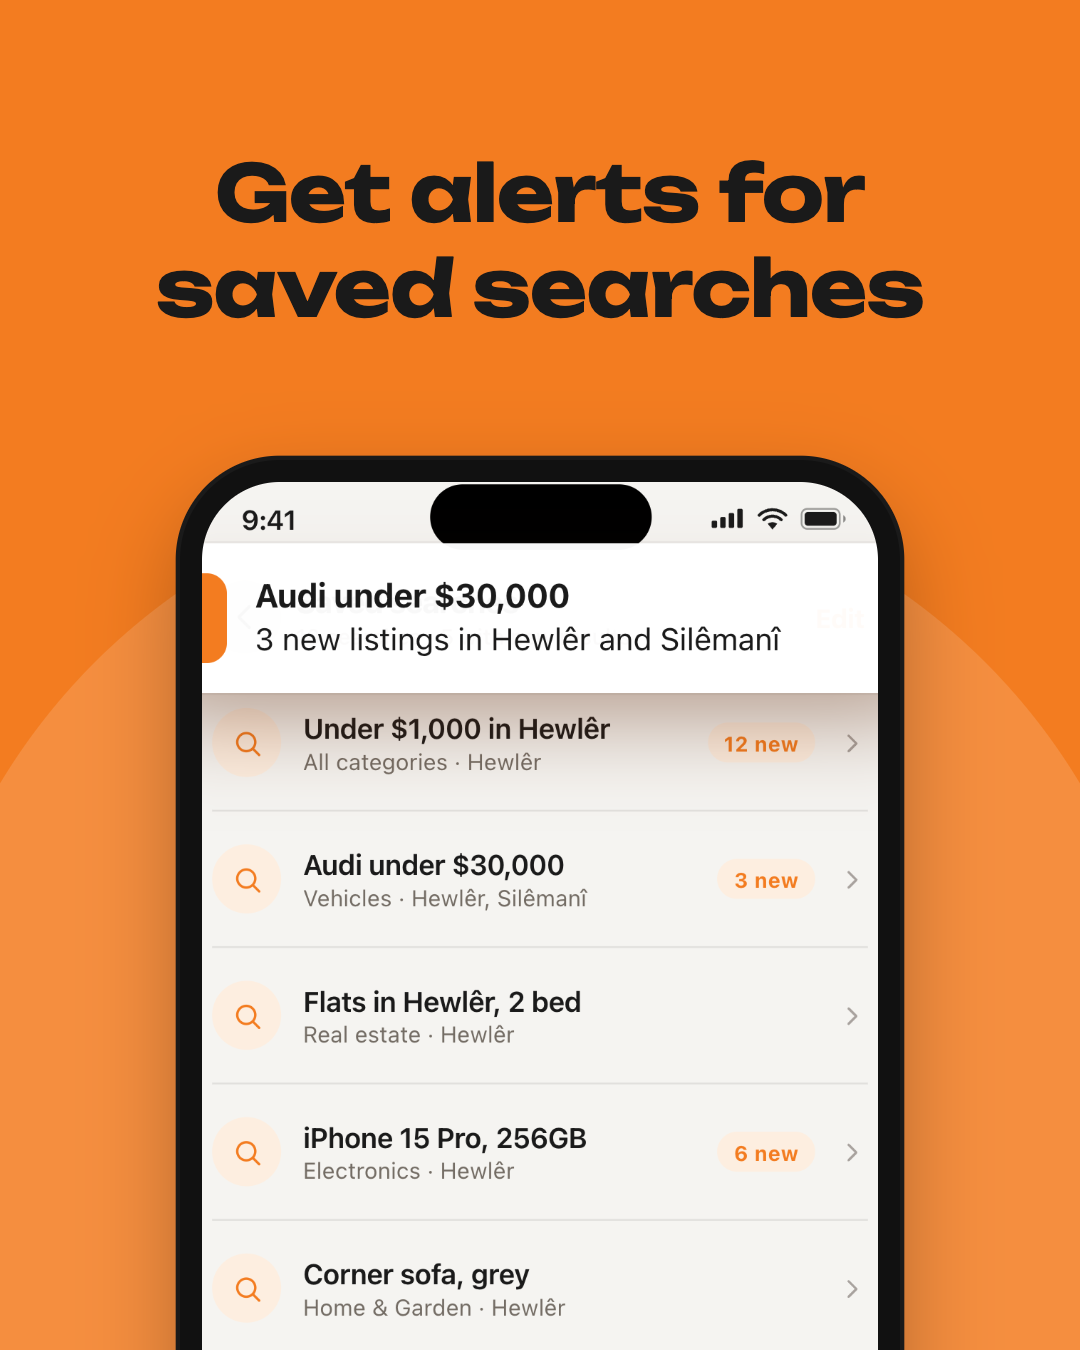 Get alerts for
saved searches
9:41
Audi under $30,000
3 new listings in Hewlêr and Silêmanî
Edit
Under $1,000 in Hewlêr
All categories · Hewlêr
12 new
Audi under $30,000
Vehicles · Hewlêr, Silêmanî
3 new
Flats in Hewlêr, 2 bed
Real estate · Hewlêr
iPhone 15 Pro, 256GB
Electronics · Hewlêr
6 new
Corner sofa, grey
Home & Garden · Hewlêr